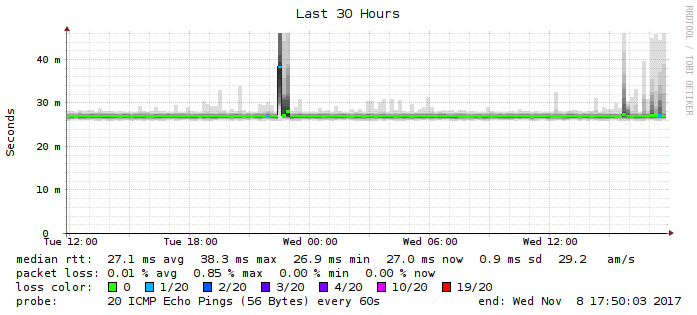 Last 30 Hours
RRDTOOL / TOBI OETIKER
Seconds
40 m
30 m
20 m
10 m
0
Tue 12:00 Tue 18:00 Wed 00:00 Wed 06:00 Wed 12:00
median rtt: 27.1 ms avg 38.3 ms max 26.9 ms min 27.0 ms now 0.9 ms sd 29.2 am/s
packet loss: 0.01 % avg 0.85 % max 0.00 % min 0.00 % now
loss color: 0 1/20 2/20 3/20 4/20 10/20 19/20
probe: 20 ICMP Echo Pings (56 Bytes) every 60s end: Wed Nov 8 17:50:03 2017